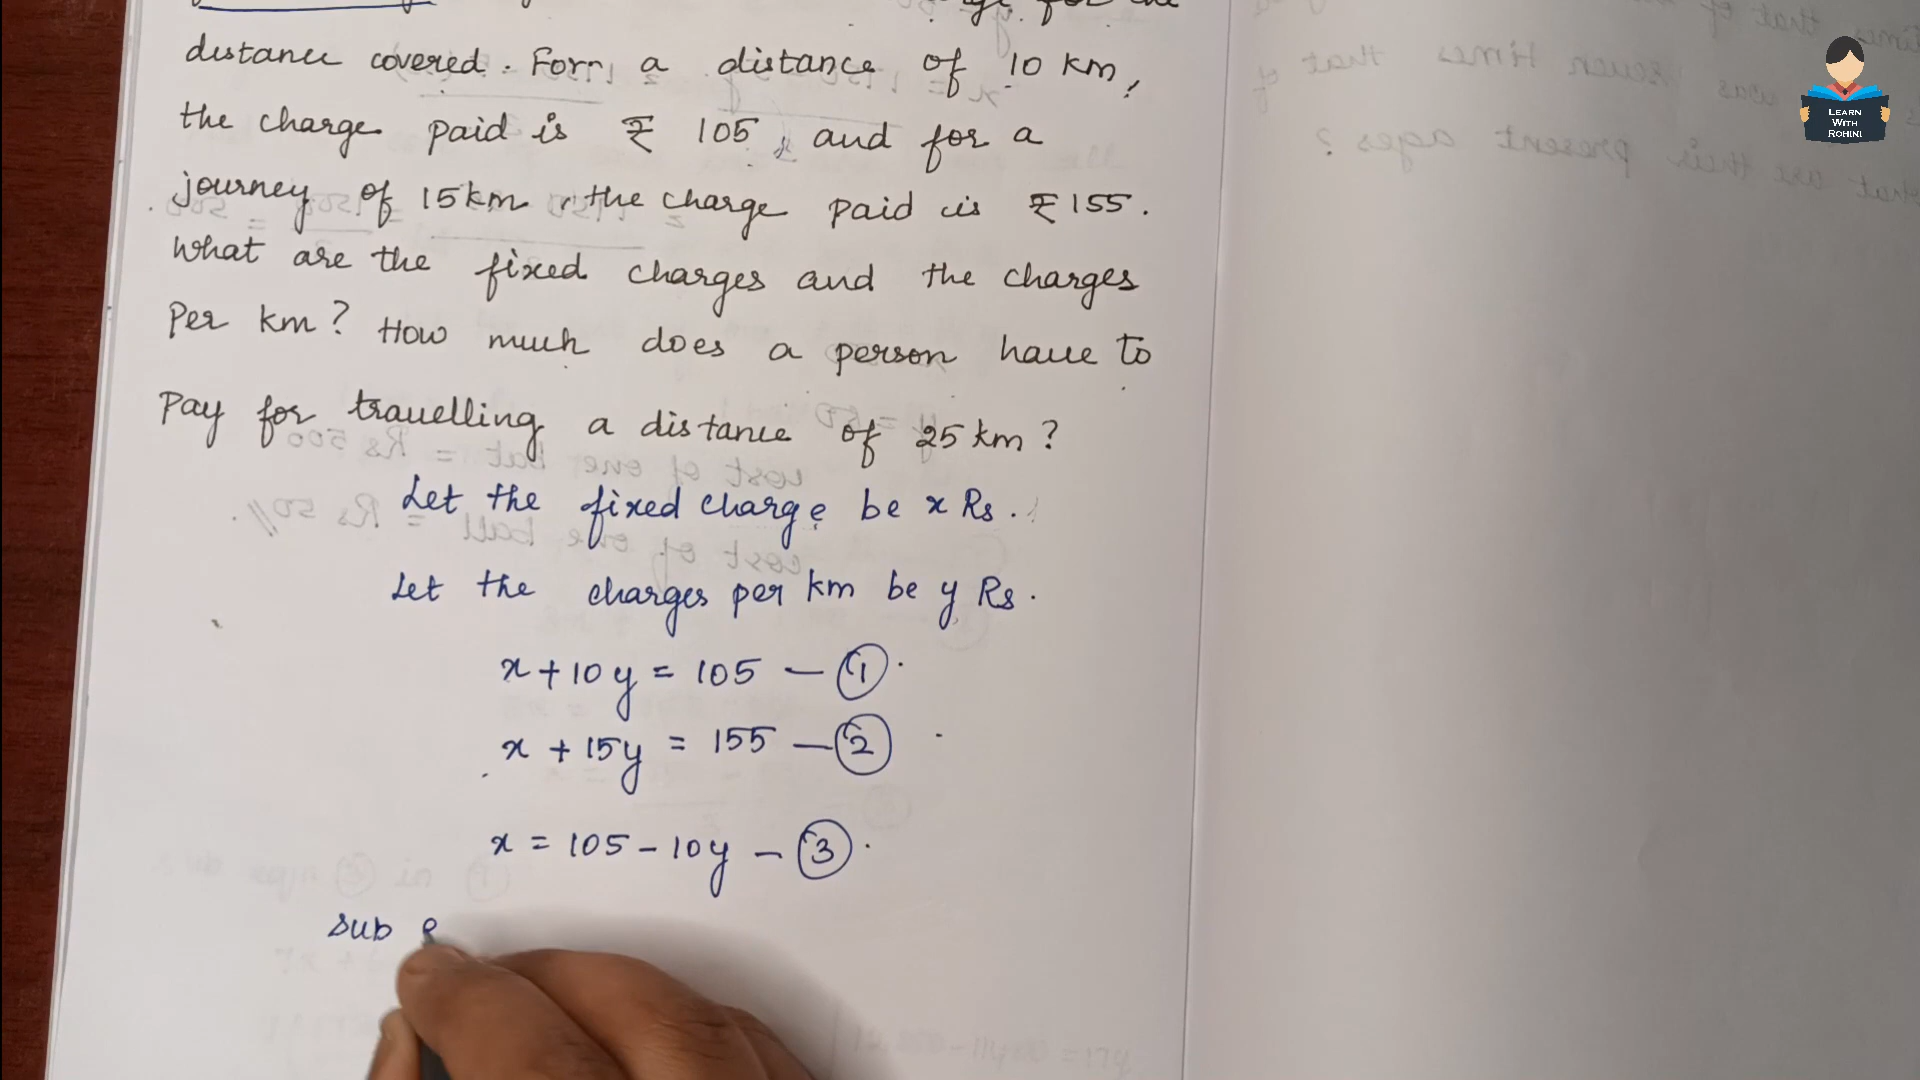 distance covered. For a distance of 10 km,
the charge paid is ₹ 105, and for a
journey of 15km, the charge paid is ₹155.
What are the fixed charges and the charges
Per km? How much does a person have to
Pay for travelling a distance of 25km?
Let the fixed charge be x Rs.
Let the charges per km be y Rs.
x + 10y = 105 — ①
x + 15y = 155 — ②
x = 105 - 10y — ③
Sub
LEARN
WITH
ROHINI